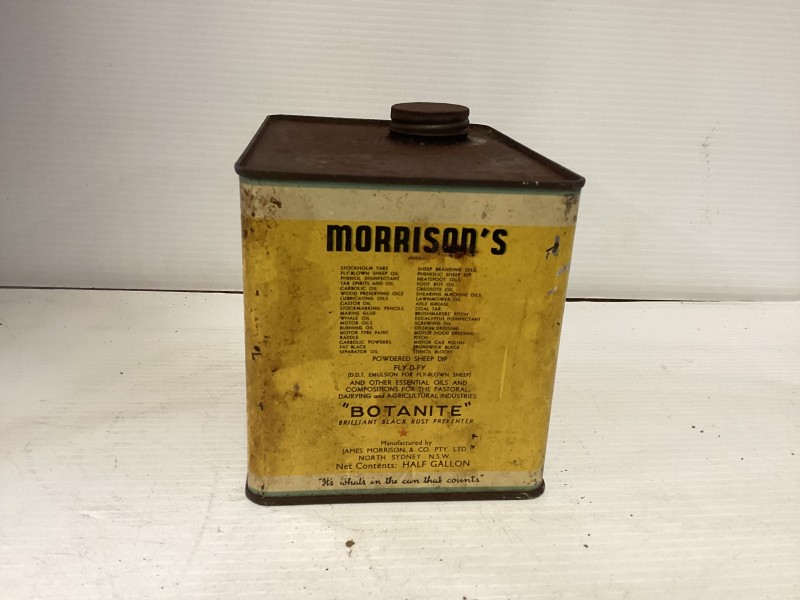 MORRISON'S
STOCKHOLM TARS
FLY-BLOWN SHEEP OIL
PHENOL DISINFECTANT
TAR SPIRITS AND OIL
CARBOLIC OIL
WOOD PRESERVING OILS
LUBRICATING OILS
CASTOR OIL
STOCKMARKING PENCILS
MARINE GLUE
WHALE OIL
MOTOR OILS
BURNING OIL
MOTOR TYRE PAINT
RADDLE
CARBOLIC POWDERS
FAT BLACK
SEPARATOR OIL
SHEEP BRANDING OILS
PHENOLIC SHEEP DIP
NEATSFOOT OILS
FOOT ROT OIL
CREOSOTE OIL
SHEARING MACHINE OILS
LAWNMOWER OIL
AXLE GREASE
COAL TAR
BRUSHMAKERS' PITCH
EUCALYPTUS DISINFECTANT
SCREWING OIL
OILSKIN DRESSING
MOTOR HOOD DRESSING
PITCH
MOTOR CAR POLISH
BRUNSWICK BLACK
STENCIL BLOCKS
POWDERED SHEEP DIP
FLY-D-FY
(D.D.T. EMULSION FOR FLY-BLOWN SHEEP)
AND OTHER ESSENTIAL OILS AND
COMPOSITIONS FOR THE PASTORAL,
DAIRYING and AGRICULTURAL INDUSTRIES
"BOTANITE"
BRILLIANT BLACK RUST PREVENTER
Manufactured by
JAMES MORRISON & CO. PTY. LTD
NORTH SYDNEY N.S.W.
Net Contents: HALF GALLON
"It's whats in the can that counts"